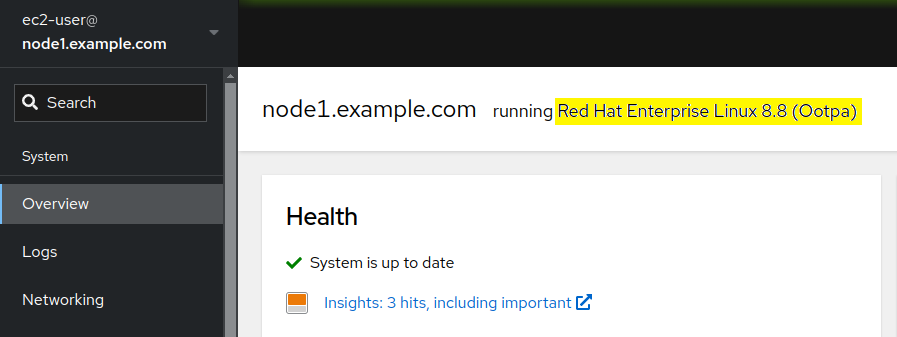 ec2-user@
node1.example.com
Search
System
Overview
Logs
Networking
node1.example.com running Red Hat Enterprise Linux 8.8 (Ootpa)
Health
System is up to date
Insights: 3 hits, including important